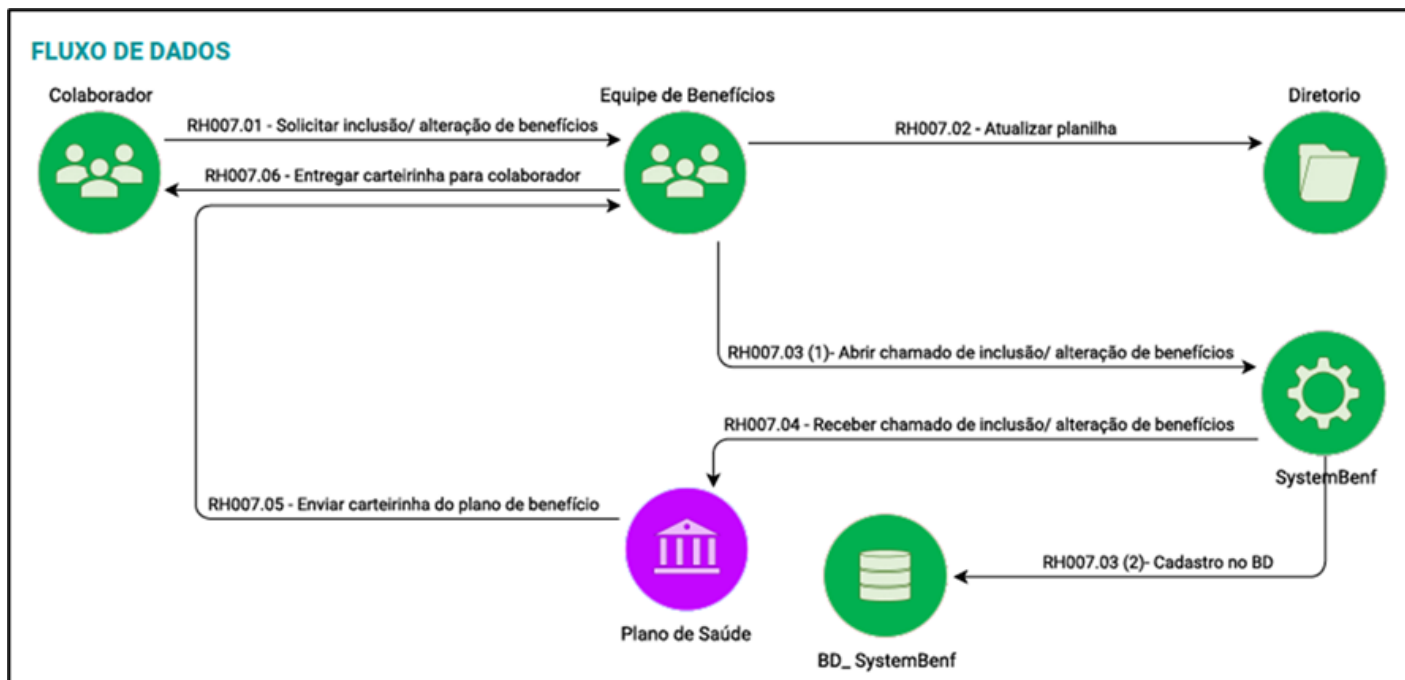 FLUXO DE DADOS
Colaborador
Equipe de Benefícios
Diretorio
RH007.01 - Solicitar inclusão/ alteração de benefícios
RH007.02 - Atualizar planilha
RH007.06 - Entregar carteirinha para colaborador
RH007.03 (1)- Abrir chamado de inclusão/ alteração de benefícios
RH007.04 - Receber chamado de inclusão/ alteração de benefícios
SystemBenf
RH007.05 - Enviar carteirinha do plano de benefício
RH007.03 (2)- Cadastro no BD
Plano de Saúde
BD_ SystemBenf